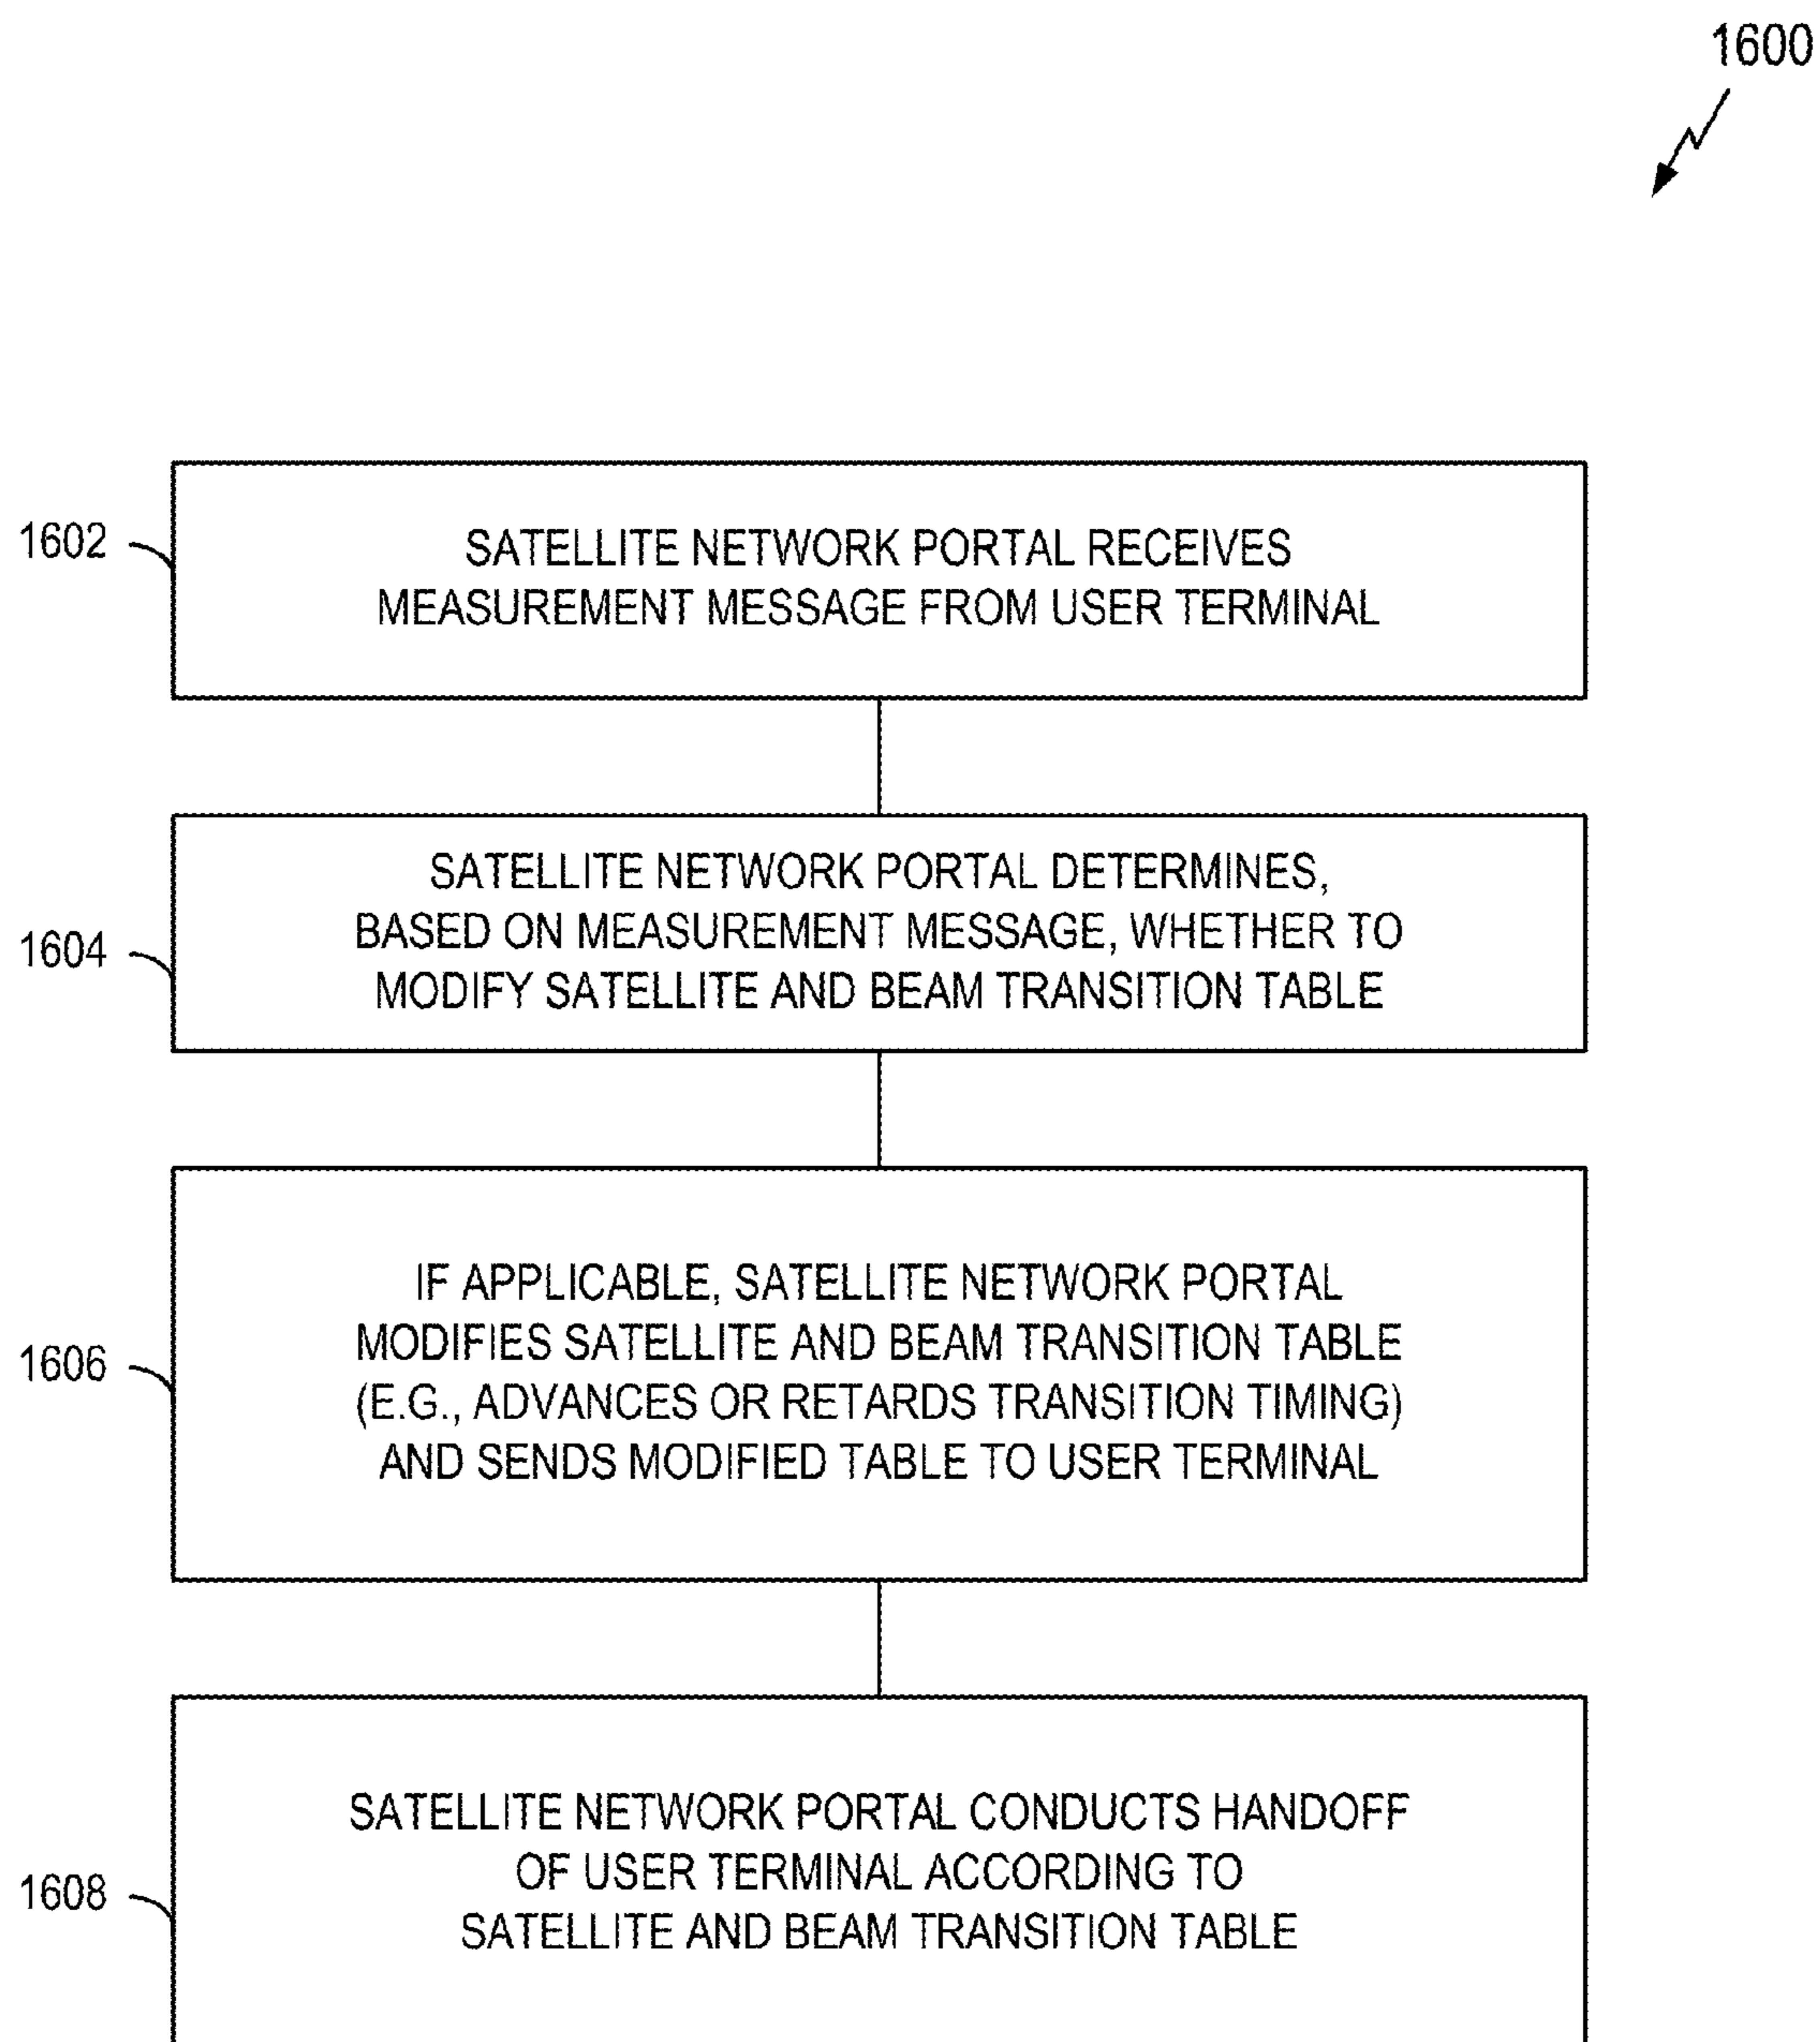 1600
1602
SATELLITE NETWORK PORTAL RECEIVES
MEASUREMENT MESSAGE FROM USER TERMINAL
1604
SATELLITE NETWORK PORTAL DETERMINES,
BASED ON MEASUREMENT MESSAGE, WHETHER TO
MODIFY SATELLITE AND BEAM TRANSITION TABLE
1606
IF APPLICABLE, SATELLITE NETWORK PORTAL
MODIFIES SATELLITE AND BEAM TRANSITION TABLE
(E.G., ADVANCES OR RETARDS TRANSITION TIMING)
AND SENDS MODIFIED TABLE TO USER TERMINAL
1608
SATELLITE NETWORK PORTAL CONDUCTS HANDOFF
OF USER TERMINAL ACCORDING TO
SATELLITE AND BEAM TRANSITION TABLE